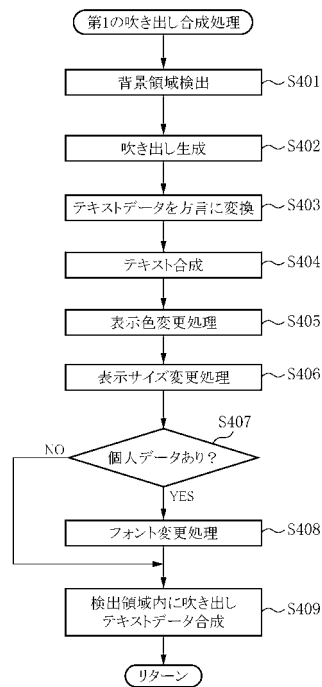 第1の吹き出し合成処理
背景領域検出
S401
吹き出し生成
S402
テキストデータを方言に変換
S403
テキスト合成
S404
表示色変更処理
S405
表示サイズ変更処理
S406
S407
個人データあり?
NO
YES
フォント変更処理
S408
検出領域内に吹き出し
テキストデータ合成
S409
リターン